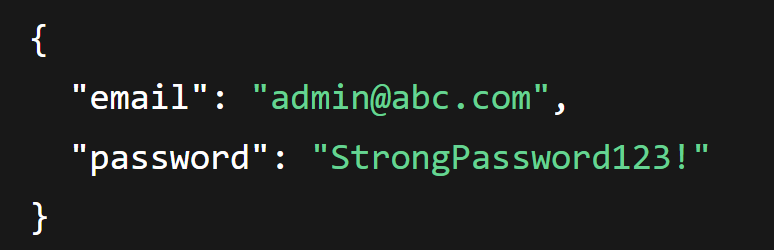 {
"email": "admin@abc.com",
"password": "StrongPassword123!"
}